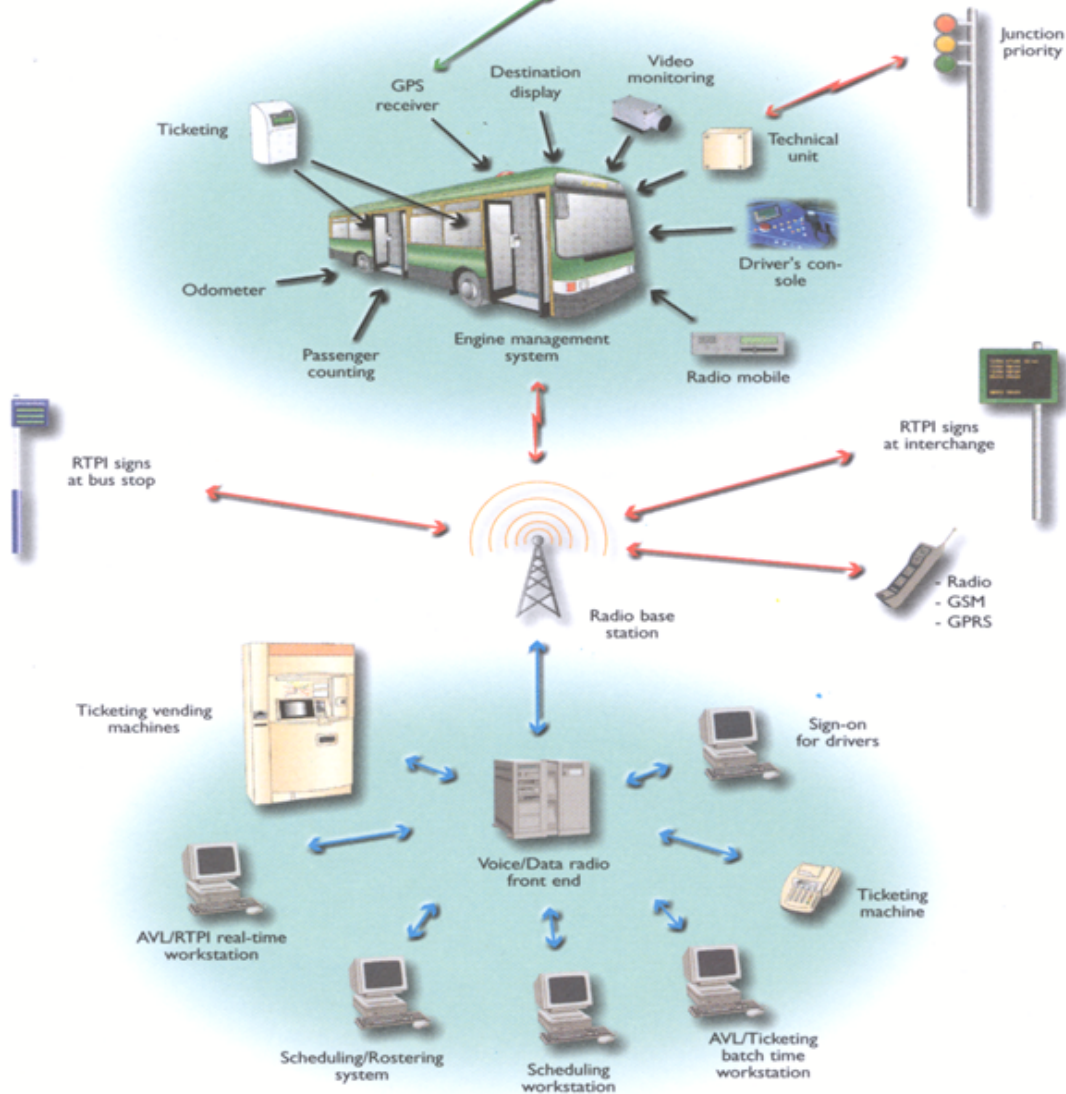 Junction
priority
Video
monitoring
Destination
display
GPS
receiver
Ticketing
Technical
unit
Driver's con-
sole
Odometer
Engine management
system
Passenger
counting
Radio mobile
RTPI signs
at interchange
RTPI signs
at bus stop
- Radio
- GSM
- GPRS
Radio base
station
Ticketing vending
machines
Sign-on
for drivers
Voice/Data radio
front end
Ticketing
machine
AVL/RTPI real-time
workstation
Scheduling/Rostering
system
Scheduling
workstation
AVL/Ticketing
batch time
workstation